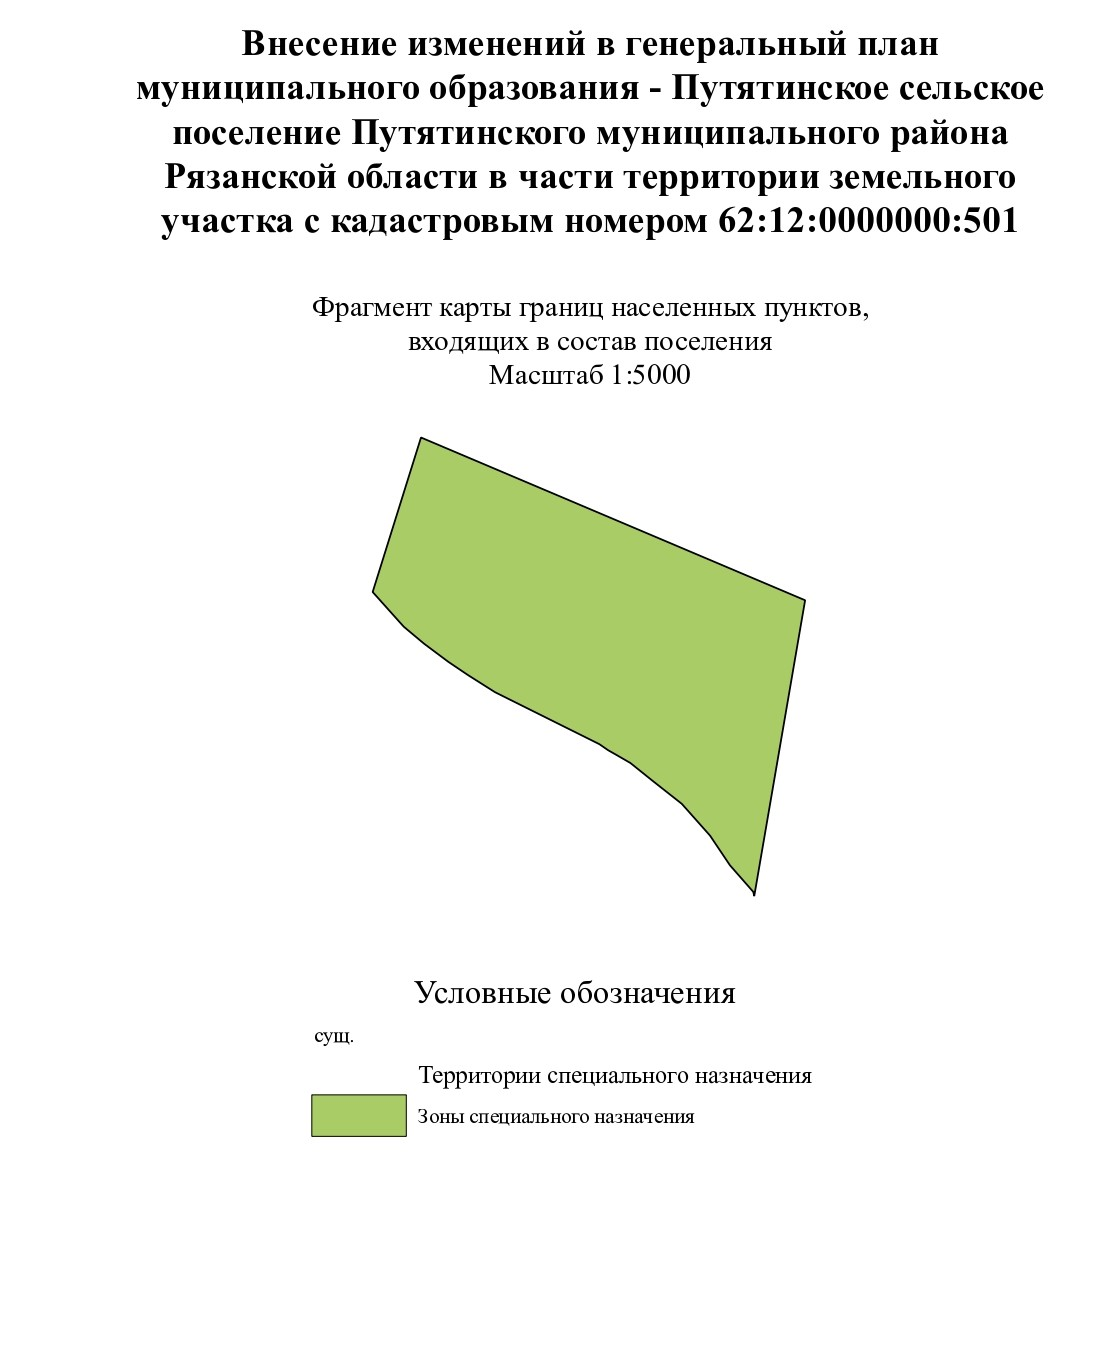 Внесение изменений в генеральный план
муниципального образования - Путятинское сельское
поселение Путятинского муниципального района
Рязанской области в части территории земельного
участка с кадастровым номером 62:12:0000000:501
Фрагмент карты границ населенных пунктов,
входящих в состав поселения
Масштаб 1:5000
Условные обозначения
сущ.
Территории специального назначения
Зоны специального назначения